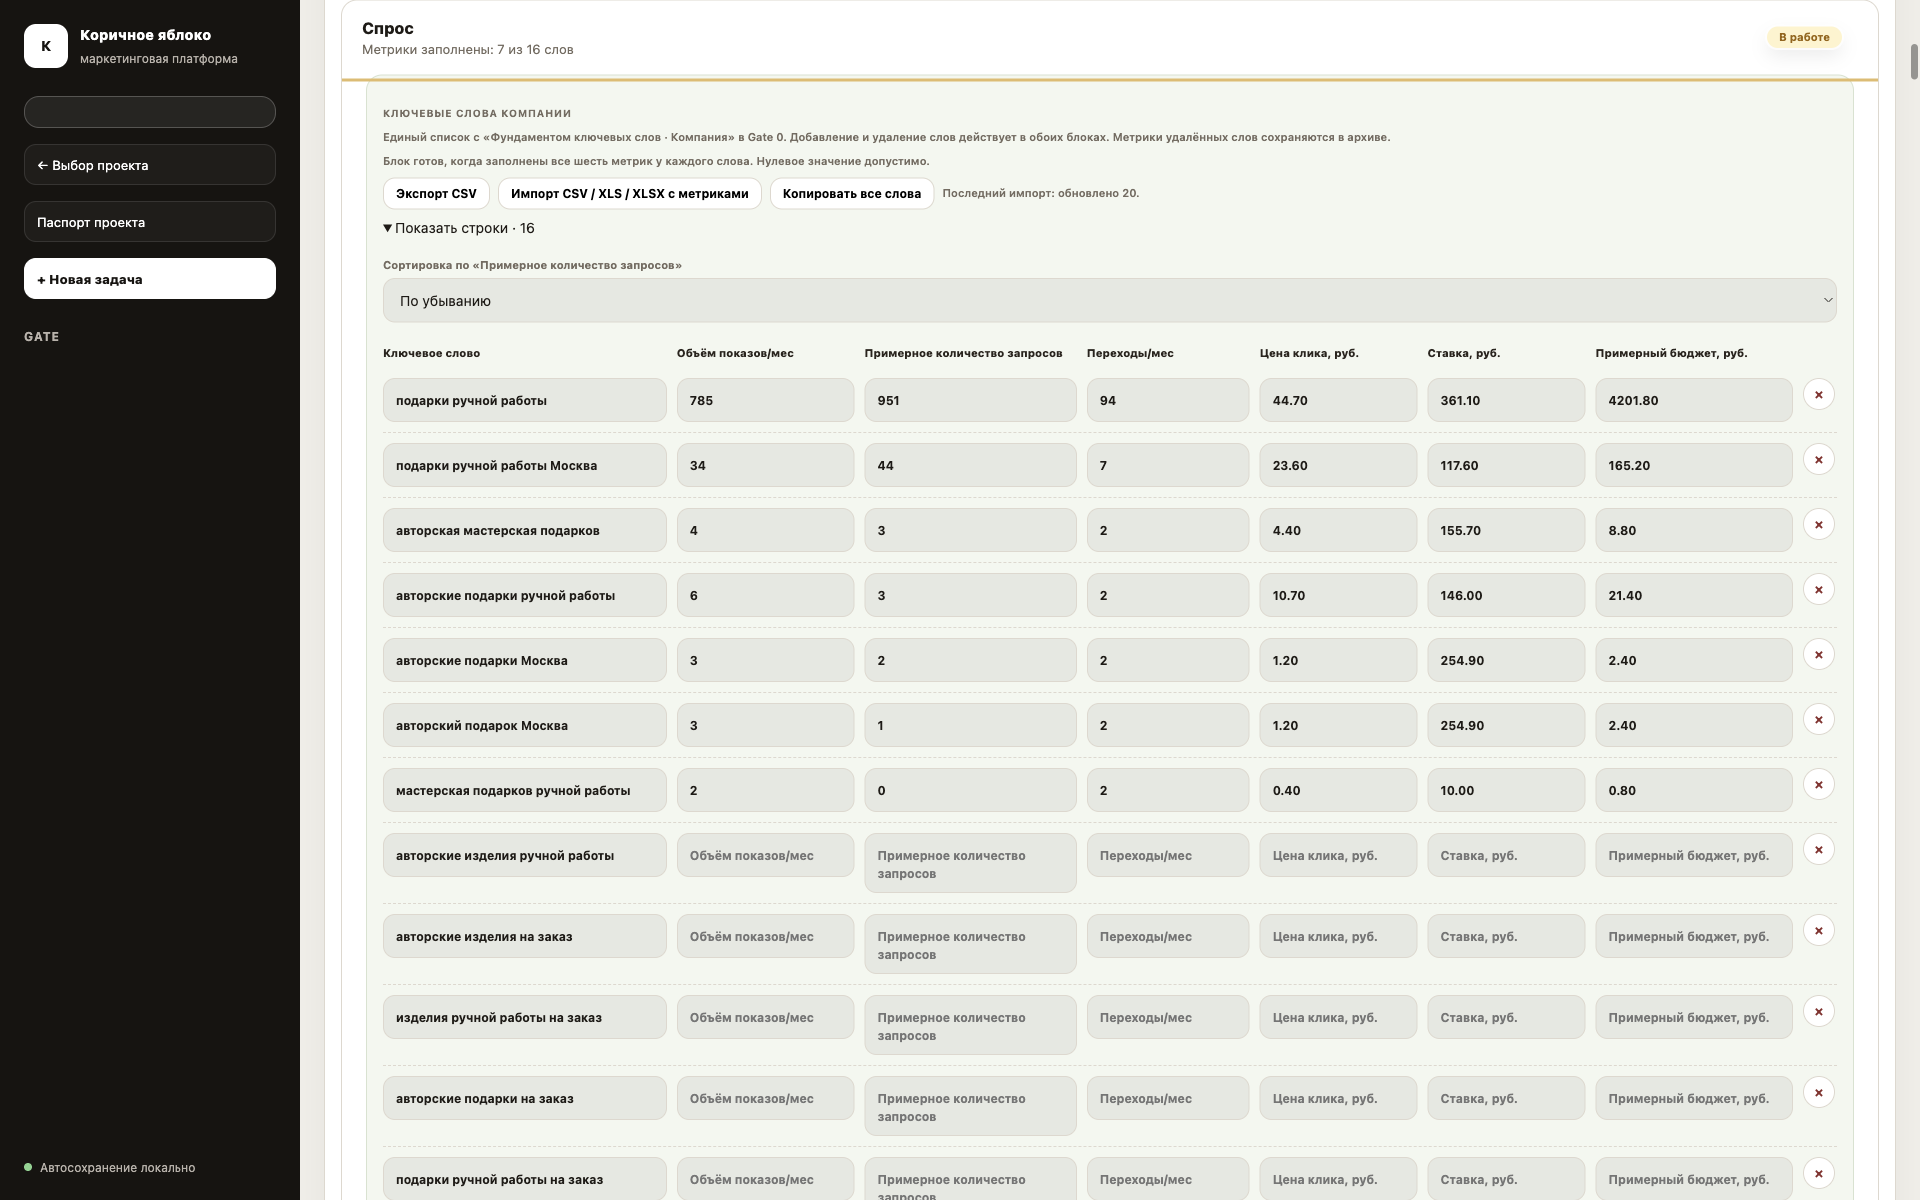 К
Коричное яблоко
маркетинговая платформа
← Выбор проекта
Паспорт проекта
+ Новая задача
GATE
Автосохранение локально
Спрос
Метрики заполнены: 7 из 16 слов
В работе
КЛЮЧЕВЫЕ СЛОВА КОМПАНИИ
Единый список с «Фундаментом ключевых слов · Компания» в Gate 0. Добавление и удаление слов действует в обоих блоках. Метрики удалённых слов сохраняются в архиве.
Блок готов, когда заполнены все шесть метрик у каждого слова. Нулевое значение допустимо.
Экспорт CSV Импорт CSV / XLS / XLSX с метриками Копировать все слова Последний импорт: обновлено 20.
▼ Показать строки · 16
Сортировка по «Примерное количество запросов»
По убыванию
Ключевое слово Объём показов/мес Примерное количество запросов Переходы/мес Цена клика, руб. Ставка, руб. Примерный бюджет, руб.
подарки ручной работы 785 951 94 44.70 361.10 4201.80 ×
подарки ручной работы Москва 34 44 7 23.60 117.60 165.20 ×
авторская мастерская подарков 4 3 2 4.40 155.70 8.80 ×
авторские подарки ручной работы 6 3 2 10.70 146.00 21.40 ×
авторские подарки Москва 3 2 2 1.20 254.90 2.40 ×
авторский подарок Москва 3 1 2 1.20 254.90 2.40 ×
мастерская подарков ручной работы 2 0 2 0.40 10.00 0.80 ×
авторские изделия ручной работы Объём показов/мес Примерное количество запросов Переходы/мес Цена клика, руб. Ставка, руб. Примерный бюджет, руб. ×
авторские изделия на заказ Объём показов/мес Примерное количество запросов Переходы/мес Цена клика, руб. Ставка, руб. Примерный бюджет, руб. ×
изделия ручной работы на заказ Объём показов/мес Примерное количество запросов Переходы/мес Цена клика, руб. Ставка, руб. Примерный бюджет, руб. ×
авторские подарки на заказ Объём показов/мес Примерное количество запросов Переходы/мес Цена клика, руб. Ставка, руб. Примерный бюджет, руб. ×
подарки ручной работы на заказ Объём показов/мес Примерное количество запросов Переходы/мес Цена клика, руб. Ставка, руб. Примерный бюджет, руб. ×